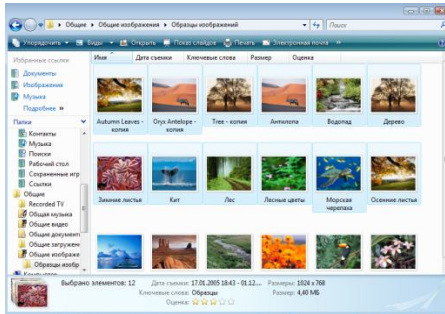 Общие ▸ Общие изображения ▸ Образцы изображений
Поиск
Упорядочить Виды Открыть Показ слайдов Печать Электронная почта »
Избранные ссылки
Документы
Изображения
Музыка
Подробнее »
Папки
Контакты
Музыка
Поиски
Рабочий стол
Сохраненные игр
Ссылки
Общие
Recorded TV
Общая музыка
Общие видео
Общие документ
Общие загружен
Общие изображе
Образцы изобр
Компьютер
Имя Дата съемки Ключевые слова Размер Оценка
Autumn Leaves - копия
Oryx Antelope - копия
Tree - копия
Антилопа
Водопад
Дерево
Зимние листья
Кит
Лес
Лесные цветы
Морская черепаха
Осенние листья
Выбрано элементов: 12
Дата съемки: 17.01.2005 18:43 - 01.12....
Размеры: 1024 x 768
Ключевые слова: Образцы
Размер: 4,40 МБ
Оценка: